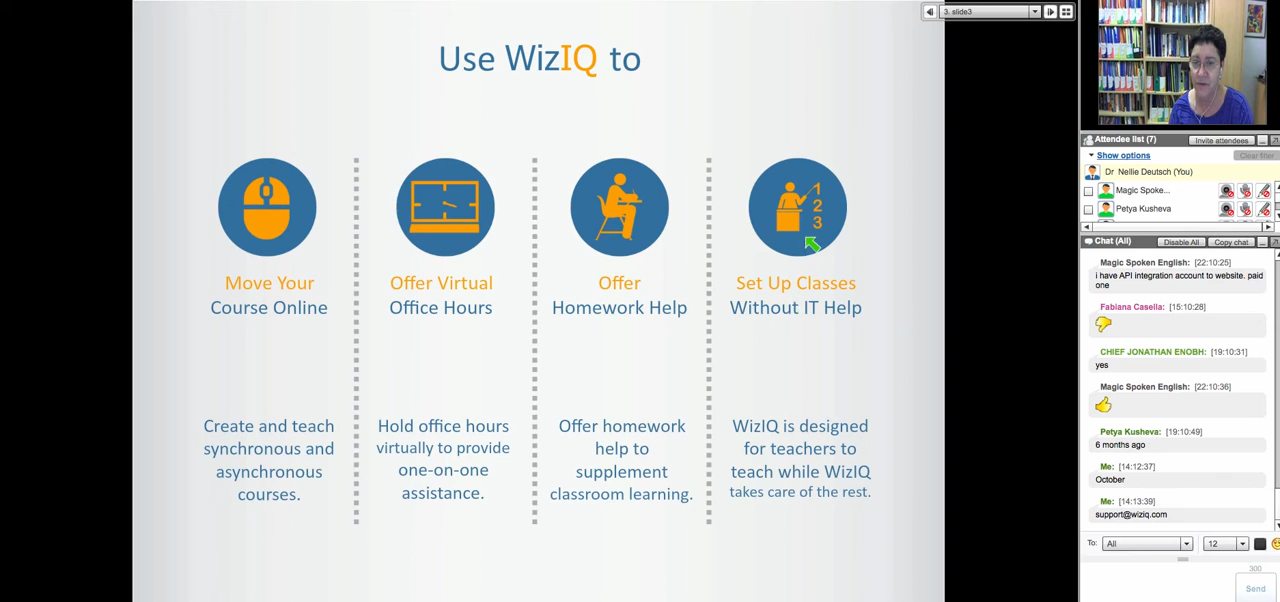 3. slide3
Use WizIQ to
1
2
3
Move Your
Course Online
Offer Virtual
Office Hours
Offer
Homework Help
Set Up Classes
Without IT Help
Create and teach
synchronous and
asynchronous
courses.
Hold office hours
virtually to provide
one-on-one
assistance.
Offer homework
help to
supplement
classroom learning.
WizIQ is designed
for teachers to
teach while WizIQ
takes care of the rest.
Attendee list (7)
Invite attendees
Show options
Clear filter
Dr Nellie Deutsch (You)
Magic Spoke...
Petya Kusheva
Chat (All)
Disable All
Copy chat
Magic Spoken English: [22:10:25]
i have API integration account to website. paid
one
Fabiana Casella: [15:10:28]
CHIEF JONATHAN ENOBH: [19:10:31]
yes
Magic Spoken English: [22:10:36]
Petya Kusheva: [19:10:49]
6 months ago
Me: [14:12:37]
October
Me: [14:13:39]
support@wiziq.com
To:
All
12
300
Send